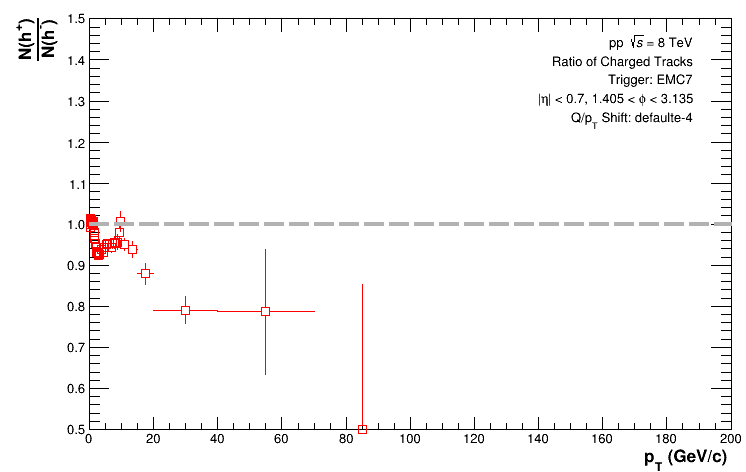 N(h⁺)
N(h⁻)
pp √s = 8 TeV
Ratio of Charged Tracks
Trigger: EMC7
|η| < 0.7, 1.405 < ϕ < 3.135
Q/p_T Shift: defaulte-4
1.5
1.4
1.3
1.2
1.1
1.0
0.9
0.8
0.7
0.6
0.5
0 20 40 60 80 100 120 140 160 180 200
p_T (GeV/c)